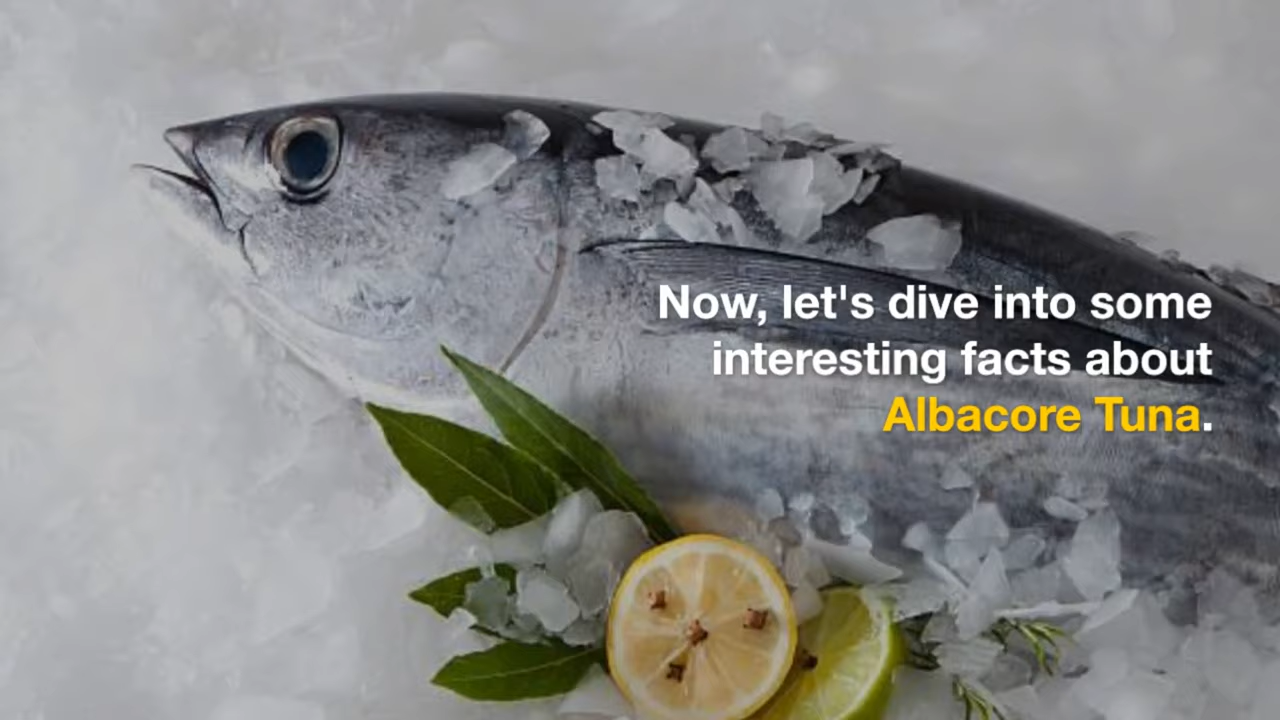 Now, let's dive into some
interesting facts about
Albacore Tuna.